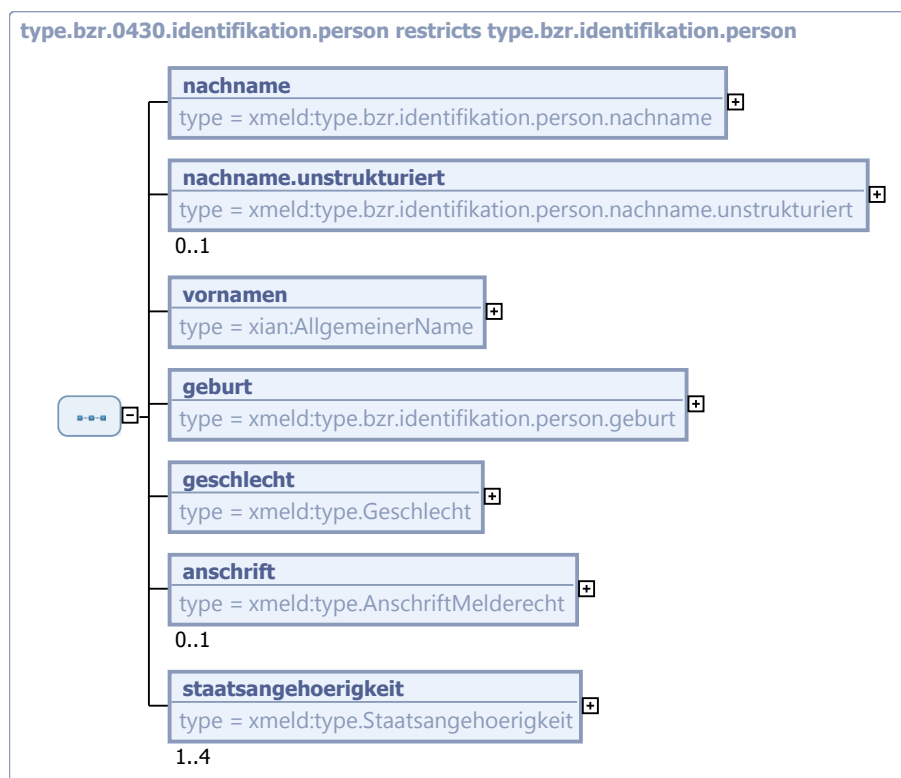 type.bzr.0430.identifikation.person restricts type.bzr.identifikation.person
nachname
type = xmeld:type.bzr.identifikation.person.nachname
nachname.unstrukturiert
type = xmeld:type.bzr.identifikation.person.nachname.unstrukturiert
0..1
vornamen
type = xian:AllgemeinerName
geburt
type = xmeld:type.bzr.identifikation.person.geburt
geschlecht
type = xmeld:type.Geschlecht
anschrift
type = xmeld:type.AnschriftMelderecht
0..1
staatsangehoerigkeit
type = xmeld:type.Staatsangehoerigkeit
1..4